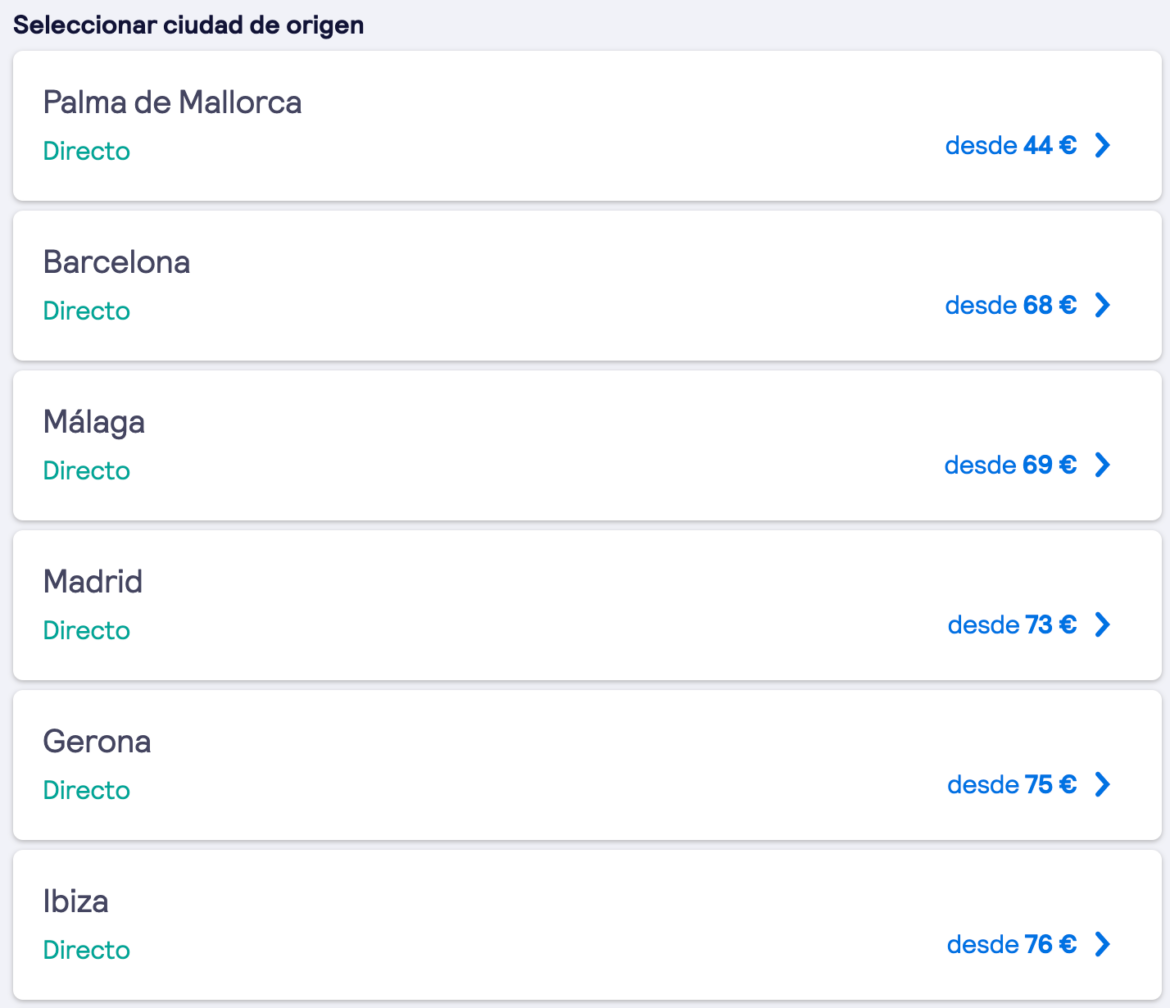 Seleccionar ciudad de origen
Palma de Mallorca
Directo
desde 44 €
Barcelona
Directo
desde 68 €
Málaga
Directo
desde 69 €
Madrid
Directo
desde 73 €
Gerona
Directo
desde 75 €
Ibiza
Directo
desde 76 €